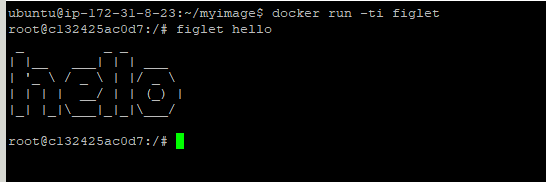 ubuntu@ip-172-31-8-23:~/myimage$ docker run -ti figlet
root@c132425ac0d7:/# figlet hello
 _          _ _
| |__   ___| | | ___
| '_ \ / _ \ | |/ _ \
| | | |  __/ | | (_) |
|_| |_|\___|_|_|\___/
root@c132425ac0d7:/#